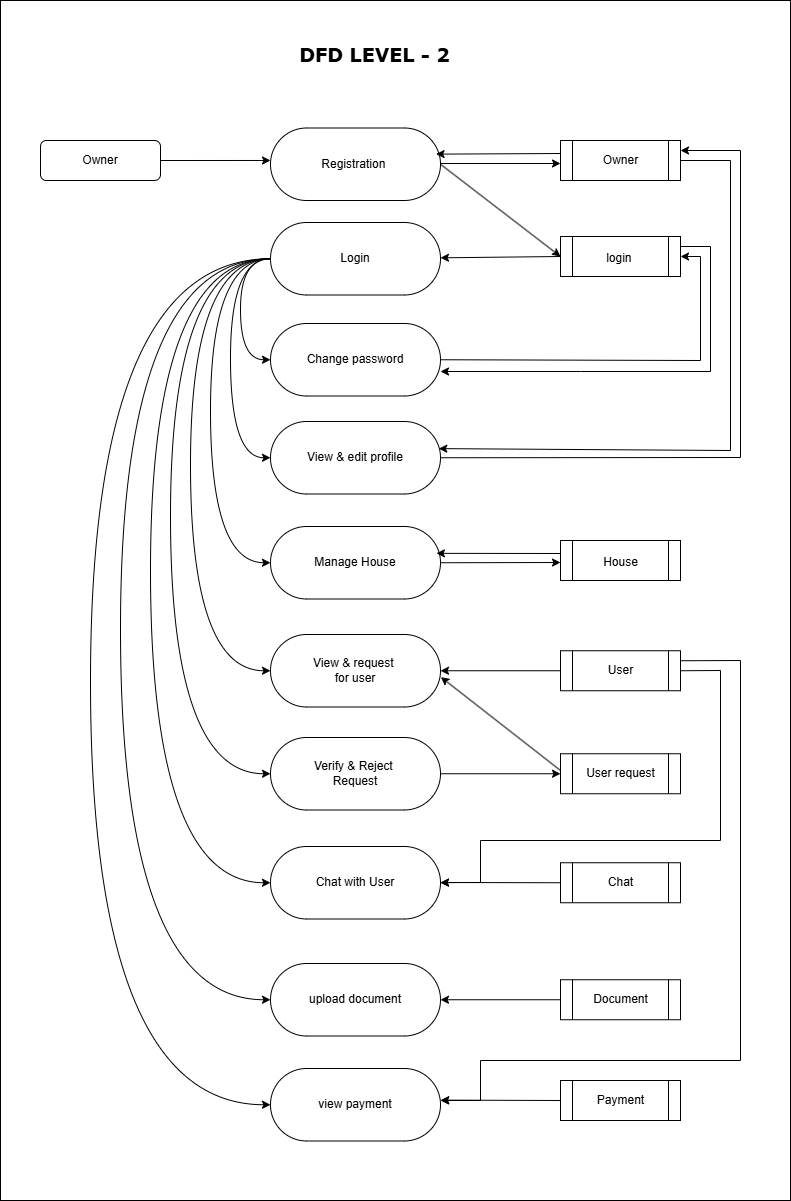 DFD LEVEL - 2
Owner
Registration
Owner
Login
login
Change password
View & edit profile
Manage House
House
View & request
for user
User
Verify & Reject
Request
User request
Chat with User
Chat
upload document
Document
view payment
Payment